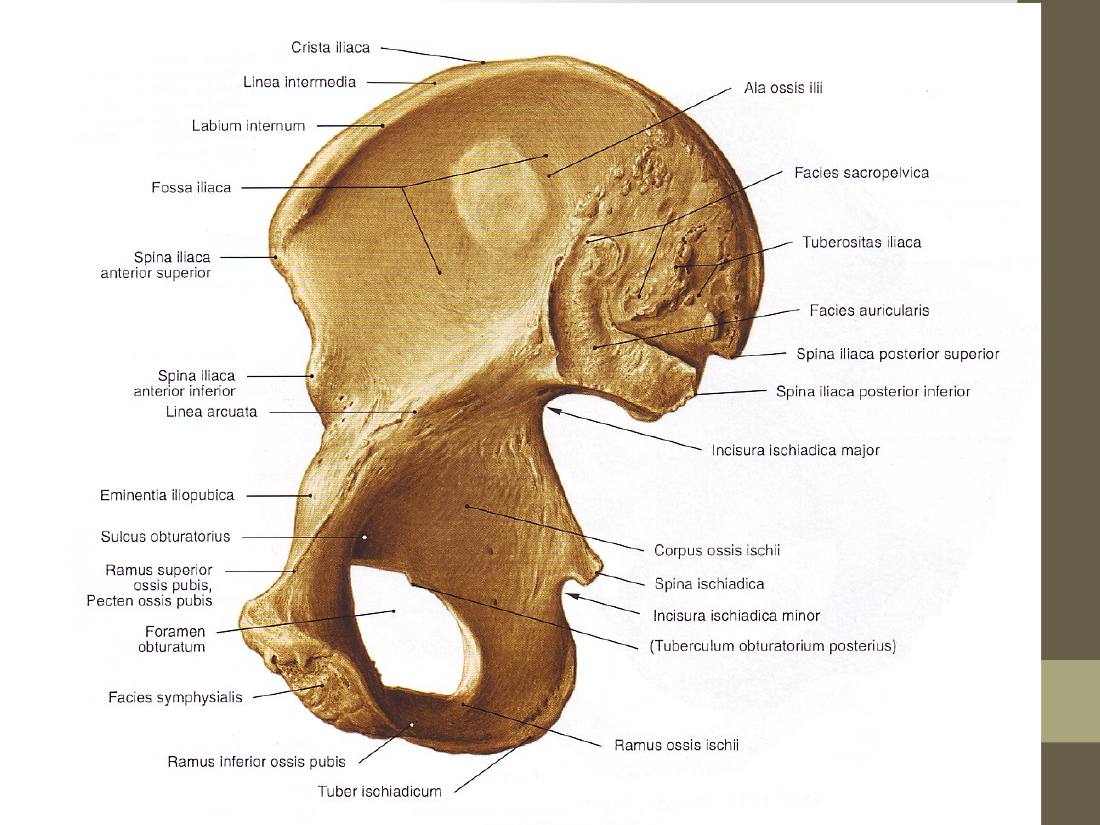 Crista iliaca
Linea intermedia
Labium internum
Fossa iliaca
Spina iliaca
anterior superior
Spina iliaca
anterior inferior
Linea arcuata
Eminentia iliopubica
Sulcus obturatorius
Ramus superior
ossis pubis,
Pecten ossis pubis
Foramen
obturatum
Facies symphysialis
Ramus inferior ossis pubis
Tuber ischiadicum
Ala ossis ilii
Facies sacropelvica
Tuberositas iliaca
Facies auricularis
Spina iliaca posterior superior
Spina iliaca posterior inferior
Incisura ischiadica major
Corpus ossis ischii
Spina ischiadica
Incisura ischiadica minor
(Tuberculum obturatorium posterius)
Ramus ossis ischii